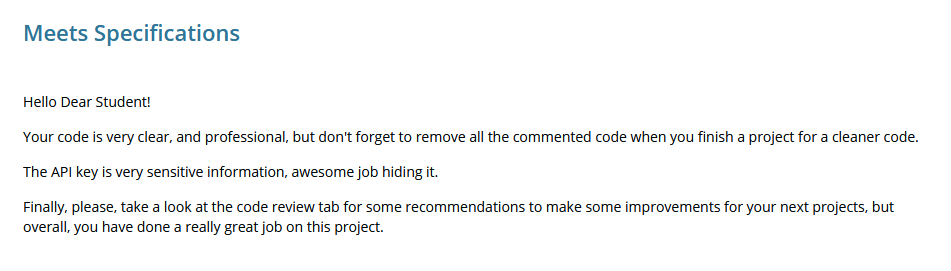 Meets Specifications
Hello Dear Student!
Your code is very clear, and professional, but don't forget to remove all the commented code when you finish a project for a cleaner code.
The API key is very sensitive information, awesome job hiding it.
Finally, please, take a look at the code review tab for some recommendations to make some improvements for your next projects, but
overall, you have done a really great job on this project.